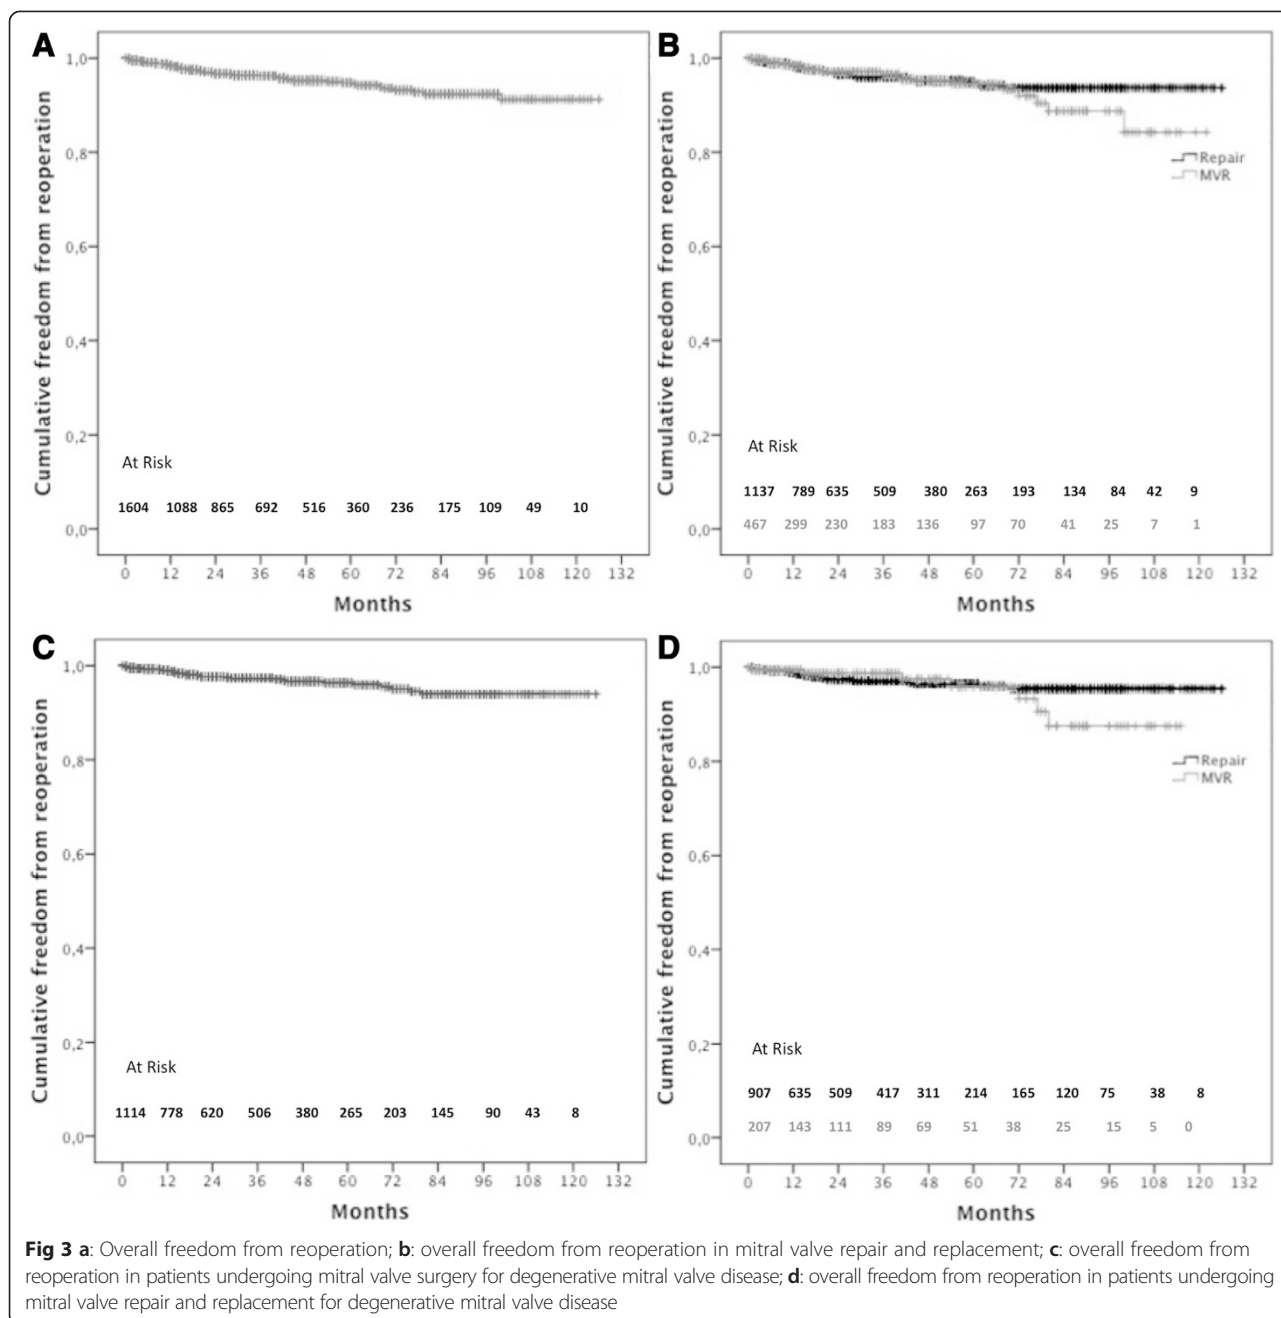 A
Cumulative freedom from reoperation
1,0
0,8
0,6
0,4
0,2
0,0
At Risk
1604 1088 865 692 516 360 236 175 109 49 10
0 12 24 36 48 60 72 84 96 108 120 132
Months
B
Cumulative freedom from reoperation
1,0
0,8
0,6
0,4
0,2
0,0
Repair
MVR
At Risk
1137 789 635 509 380 263 193 134 84 42 9
467 299 230 183 136 97 70 41 25 7 1
0 12 24 36 48 60 72 84 96 108 120 132
Months
C
Cumulative freedom from reoperation
1,0
0,8
0,6
0,4
0,2
0,0
At Risk
1114 778 620 506 380 265 203 145 90 43 8
0 12 24 36 48 60 72 84 96 108 120 132
Months
D
Cumulative freedom from reoperation
1,0
0,8
0,6
0,4
0,2
0,0
Repair
MVR
At Risk
907 635 509 417 311 214 165 120 75 38 8
207 143 111 89 69 51 38 25 15 5 0
0 12 24 36 48 60 72 84 96 108 120 132
Months
Fig 3 a: Overall freedom from reoperation; b: overall freedom from reoperation in mitral valve repair and replacement; c: overall freedom from
reoperation in patients undergoing mitral valve surgery for degenerative mitral valve disease; d: overall freedom from reoperation in patients undergoing
mitral valve repair and replacement for degenerative mitral valve disease